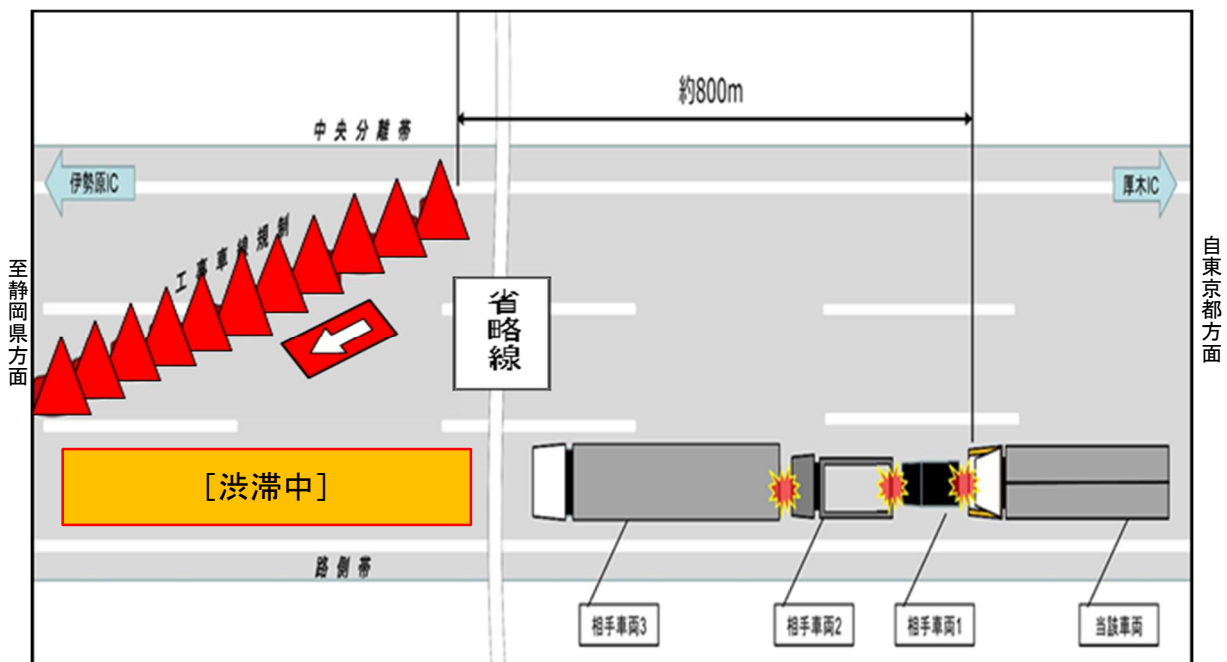 約800m
中央分離帯
伊勢原IC
厚木IC
工事車線規制
至静岡県方面
自東京都方面
省略線
［渋滞中］
路側帯
相手車両3
相手車両2
相手車両1
当該車両